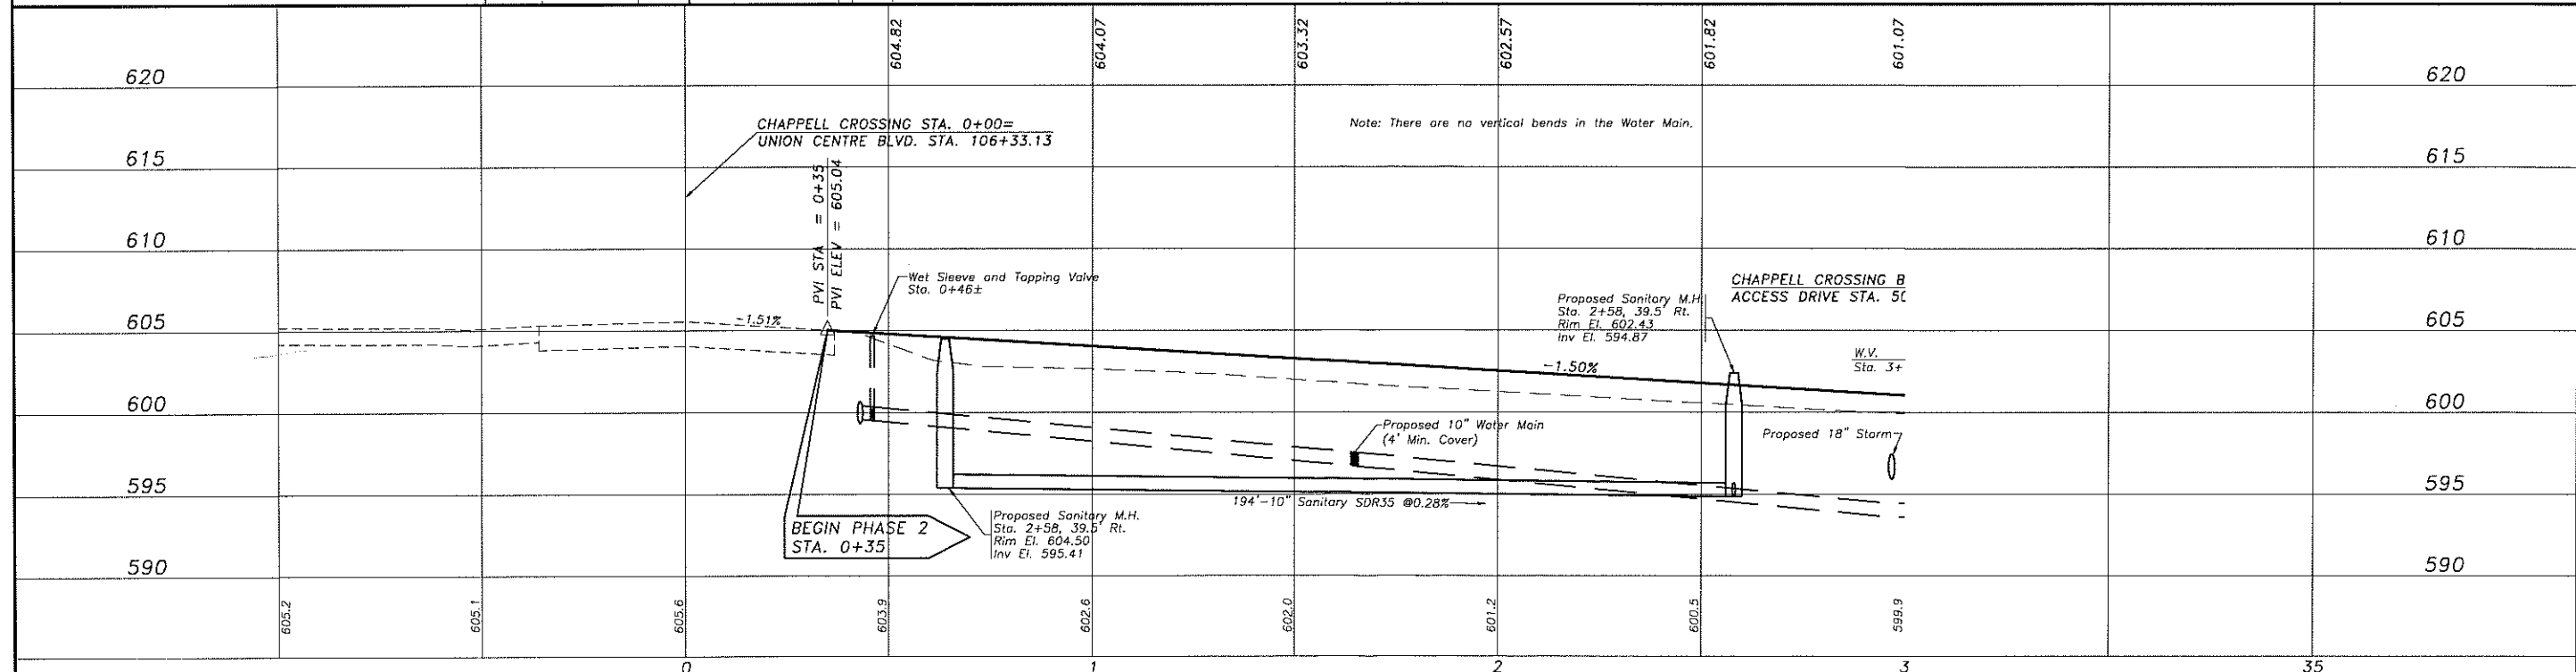 604.82
604.07
603.32
602.57
601.82
601.07
620
620
CHAPPELL CROSSING STA. 0+00=
UNION CENTRE BLVD. STA. 106+33.13
Note: There are no vertical bends in the Water Main.
615
615
PVI STA = 0+35
PVI ELEV = 605.04
610
610
Wet Sleeve and Tapping Valve
Sta. 0+46±
CHAPPELL CROSSING B
ACCESS DRIVE STA. 50
Proposed Sanitary M.H.
Sta. 2+58, 39.5' Rt.
Rim El. 602.43
Inv El. 594.87
605
-1.51%
605
W.V.
Sta. 3+
-1.50%
600
600
Proposed 10" Water Main
(4' Min. Cover)
Proposed 18" Storm
595
595
194'-10" Sanitary SDR35 @0.28%
BEGIN PHASE 2
STA. 0+35
Proposed Sanitary M.H.
Sta. 2+58, 39.5' Rt.
Rim El. 604.50
Inv El. 595.41
590
590
605.2
605.1
605.6
603.9
602.6
602.0
601.2
600.5
599.9
0
1
2
3
35